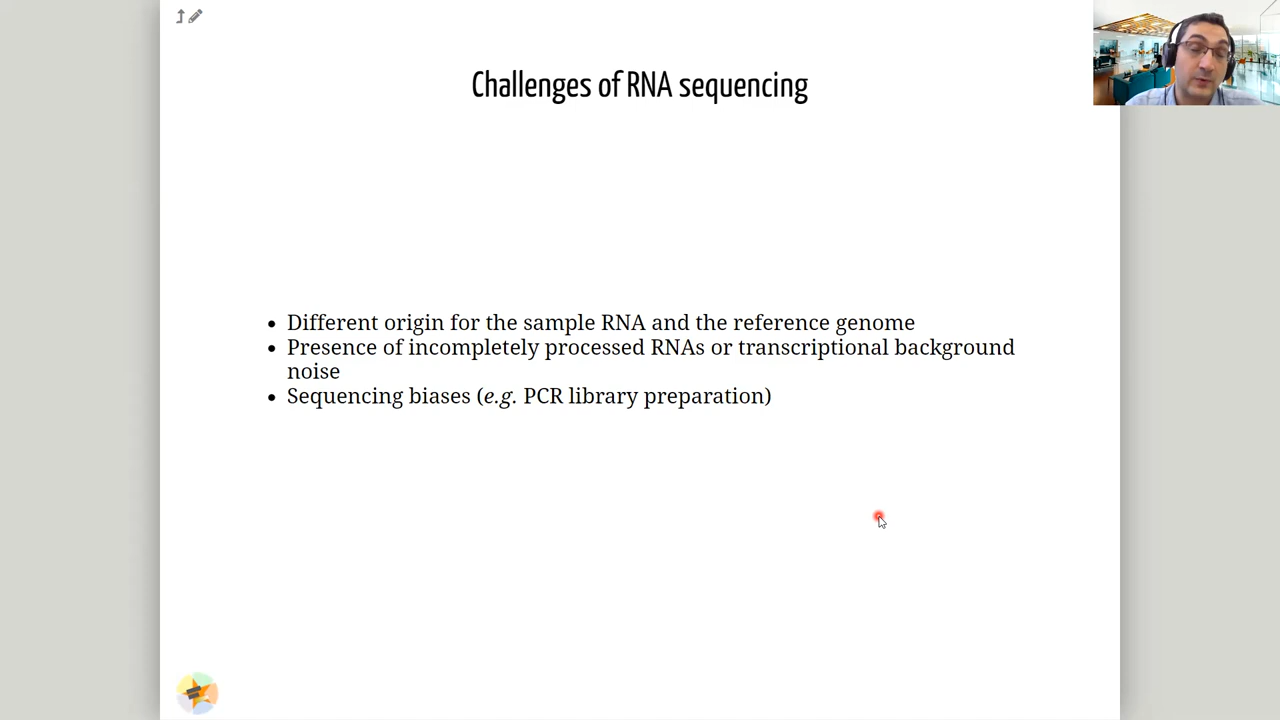 Challenges of RNA sequencing
• Different origin for the sample RNA and the reference genome
• Presence of incompletely processed RNAs or transcriptional background
noise
• Sequencing biases (e.g. PCR library preparation)